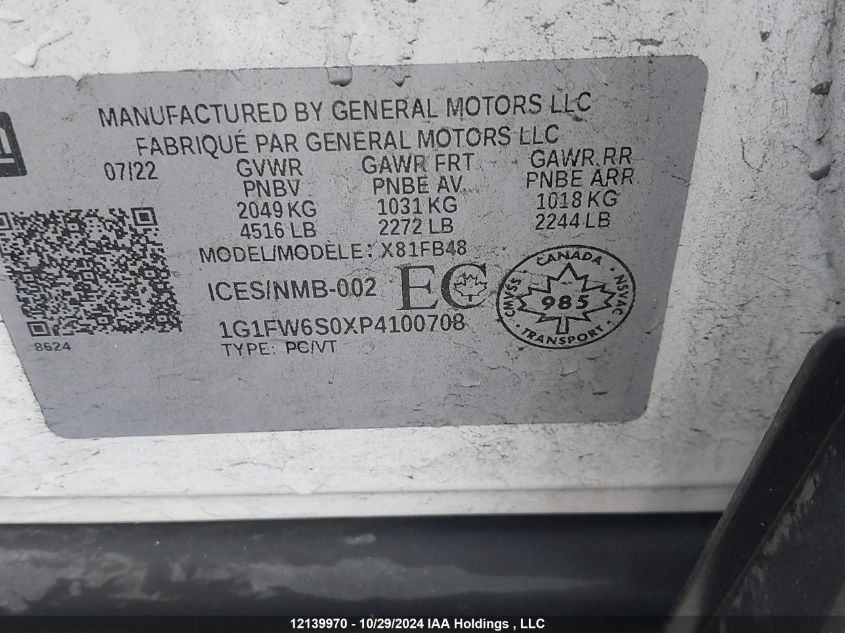 MANUFACTURED BY GENERAL MOTORS LLC
FABRIQUÉ PAR GENERAL MOTORS LLC
07/22 GVWR GAWR FRT GAWR RR
PNBV PNBE AV PNBE ARR
2049 KG 1031 KG 1018 KG
4516 LB 2272 LB 2244 LB
MODEL/MODÈLE: X81FB48
ICES/NMB-002 EC
CANADA
CMVSS 985 NSVAC
TRANSPORT
1G1FW6S0XP4100708
8624 TYPE: PC/VT
12139970 - 10/29/2024 IAA Holdings , LLC